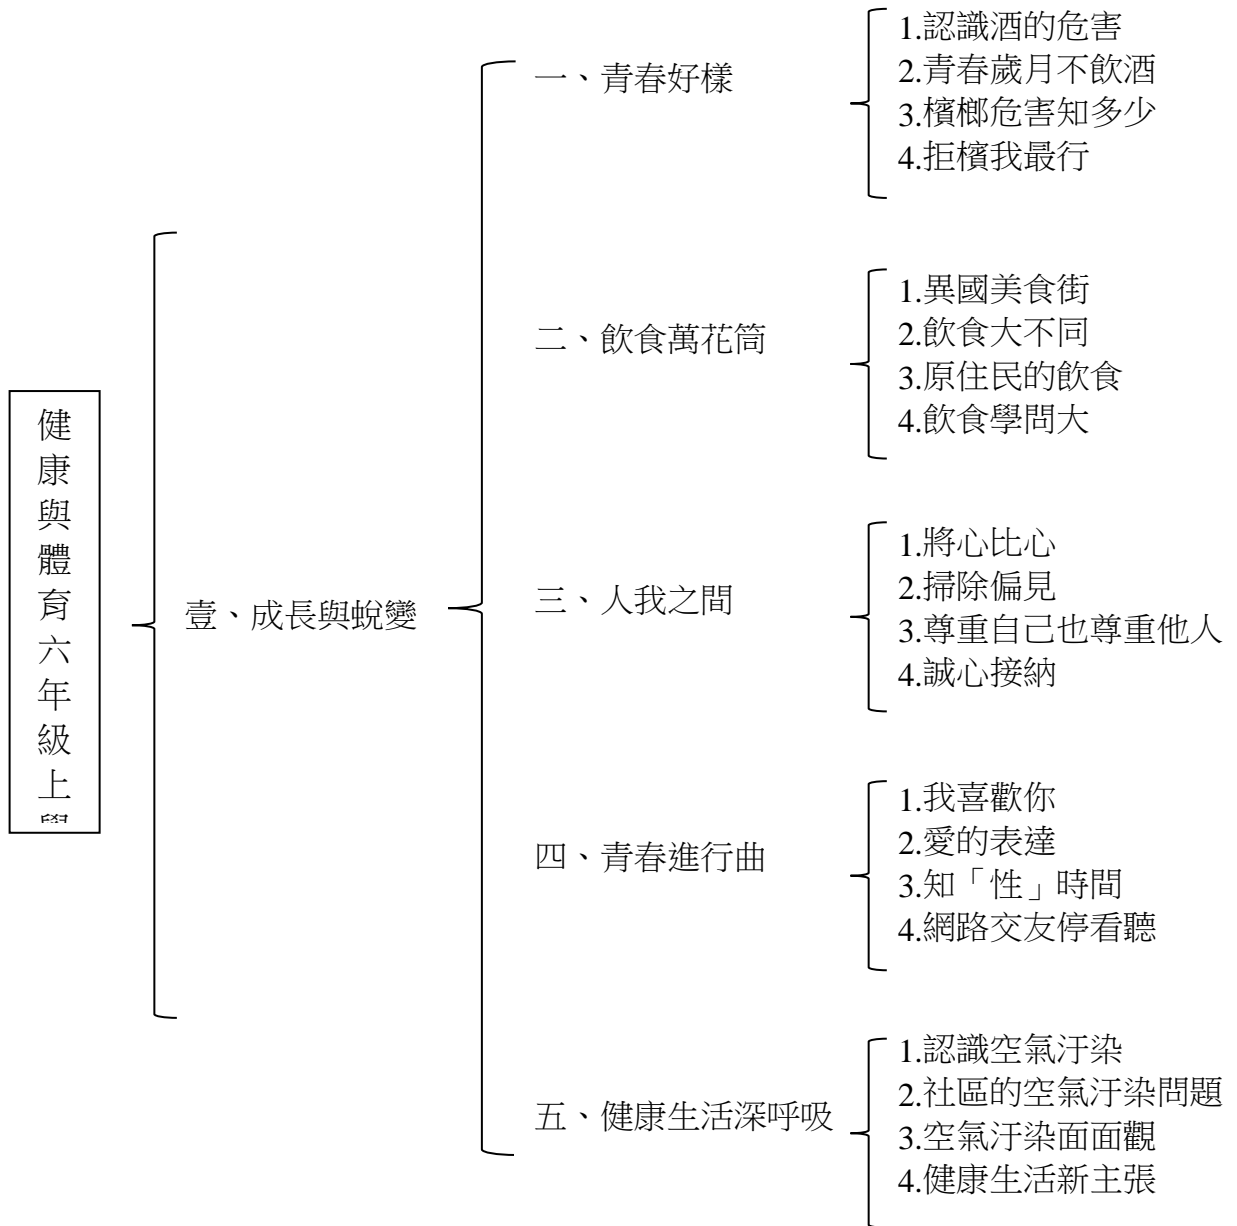 健康與體育六年級上
壹、成長與蛻變
一、青春好樣
1.認識酒的危害
2.青春歲月不飲酒
3.檳榔危害知多少
4.拒檳我最行
二、飲食萬花筒
1.異國美食街
2.飲食大不同
3.原住民的飲食
4.飲食學問大
三、人我之間
1.將心比心
2.掃除偏見
3.尊重自己也尊重他人
4.誠心接納
四、青春進行曲
1.我喜歡你
2.愛的表達
3.知「性」時間
4.網路交友停看聽
五、健康生活深呼吸
1.認識空氣汙染
2.社區的空氣汙染問題
3.空氣汙染面面觀
4.健康生活新主張